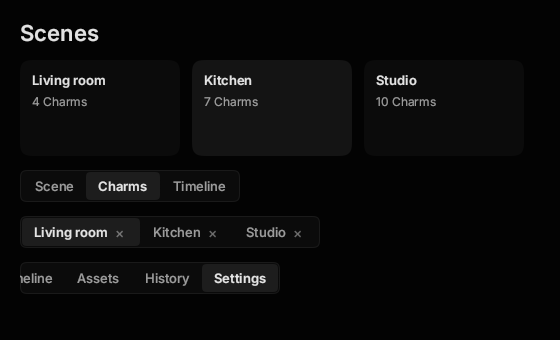 Scenes
Living room Kitchen Studio
4 Charms 7 Charms 10 Charms
Scene Charms Timeline
Living room × Kitchen × Studio ×
neline Assets History Settings